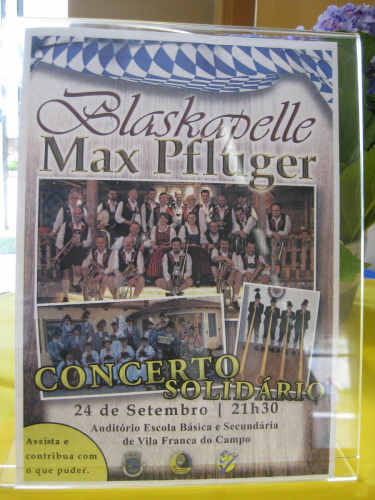 Blaskapelle
Max Pflüger
CONCERTO
SOLIDÁRIO
24 de Setembro | 21h30
Auditório Escola Básica e Secundária
de Vila Franca do Campo
Assista e
contribua com
o que puder.